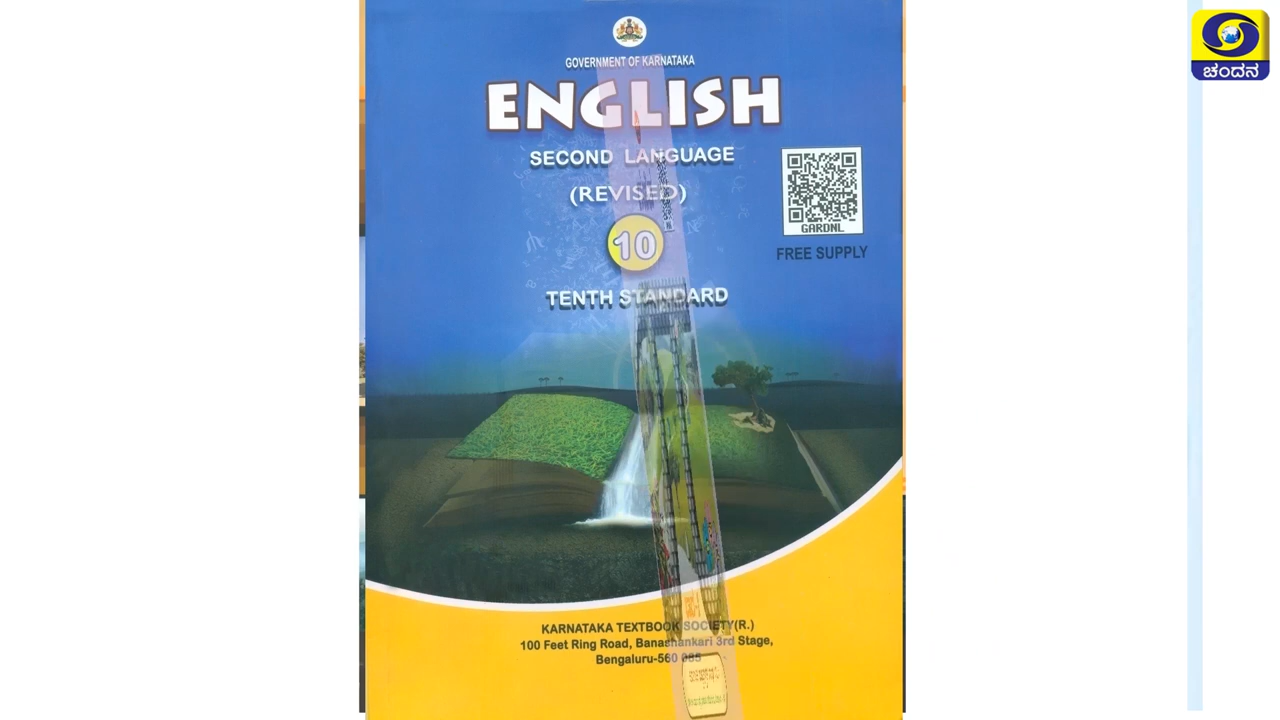 GOVERNMENT OF KARNATAKA
ENGLISH
SECOND LANGUAGE
(REVISED)
10
TENTH STANDARD
GARDNL
FREE SUPPLY
KARNATAKA TEXTBOOK SOCIETY(R.)
100 Feet Ring Road, Banashankari 3rd Stage,
Bengaluru-560 085
ಚಂದನ